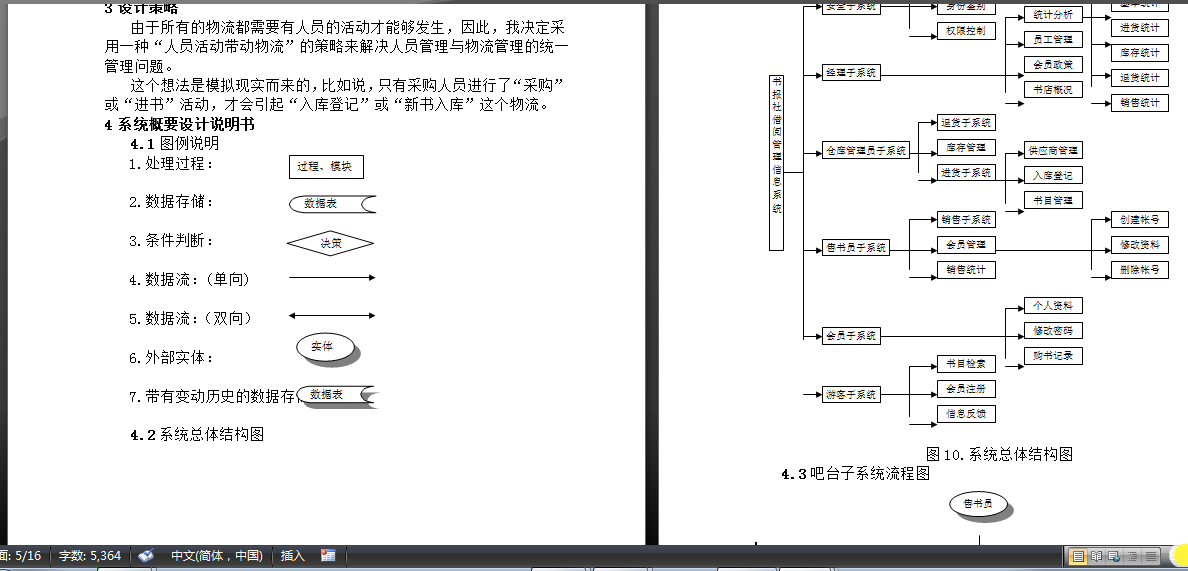 3 设计策略
由于所有的物流都需要有人员的活动才能够发生，因此，我决定采
用一种“人员活动带动物流”的策略来解决人员管理与物流管理的统一
管理问题。
这个想法是模拟现实而来的，比如说，只有采购人员进行了“采购”
或“进书”活动，才会引起“入库登记”或“新书入库”这个物流。
4 系统概要设计说明书
4.1 图例说明
1.处理过程：
过程、模块
2.数据存储：
数据表
3.条件判断：
决策
4.数据流：(单向)
5.数据流：（双向）
6.外部实体：
实体
7.带有变动历史的数据存
数据表
4.2 系统总体结构图
书报社借阅管理信息系统
安全子系统
身份鉴别
权限控制
经理子系统
统计分析
员工管理
会员政策
书店概况
进货统计
库存统计
退货统计
销售统计
仓库管理员子系统
退货子系统
库存管理
进货子系统
供应商管理
入库登记
书目管理
售书员子系统
销售子系统
会员管理
销售统计
创建帐号
修改资料
删除帐号
会员子系统
个人资料
修改密码
购书记录
游客子系统
书目检索
会员注册
信息反馈
图 10.系统总体结构图
4.3 吧台子系统流程图
售书员
面: 5/16 字数: 5,364 中文(简体，中国) 插入